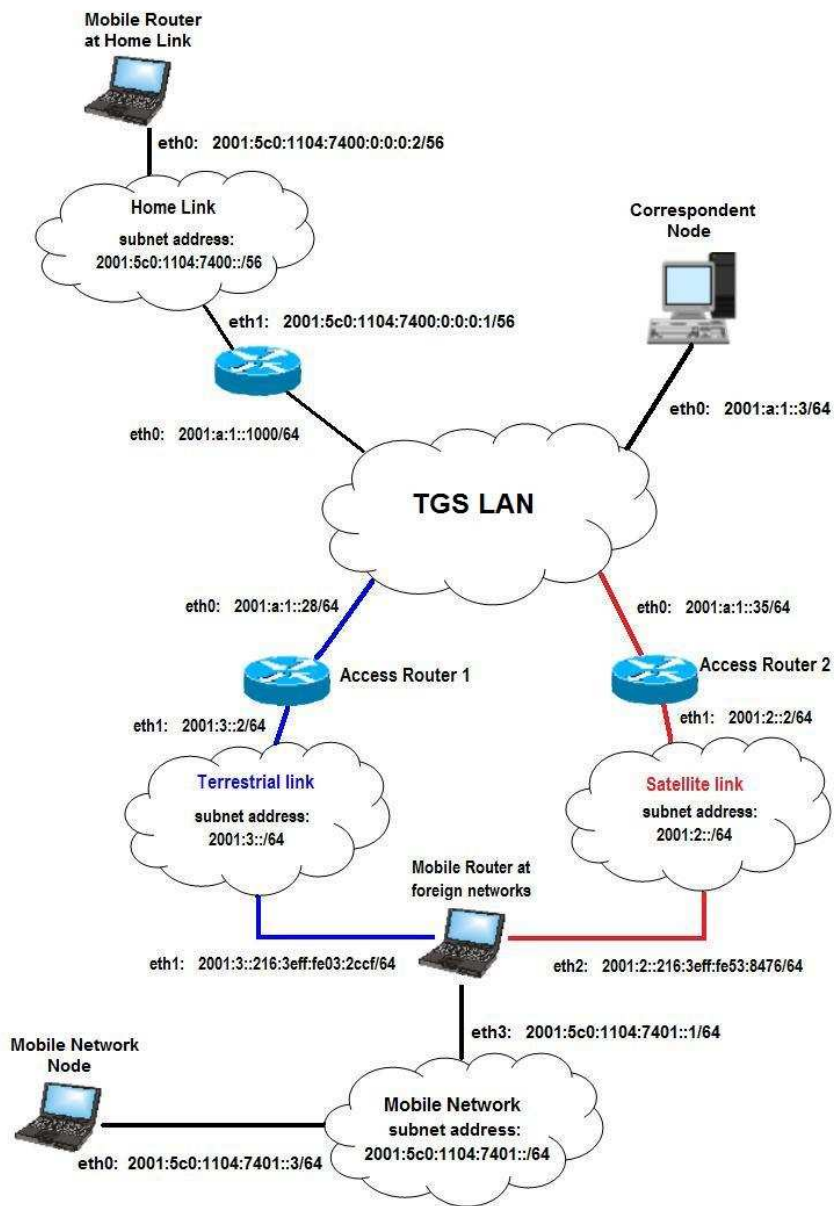 Mobile Router
at Home Link
eth0: 2001:5c0:1104:7400:0:0:0:2/56
Home Link
subnet address:
2001:5c0:1104:7400::/56
eth1: 2001:5c0:1104:7400:0:0:0:1/56
Correspondent
Node
eth0: 2001:a:1::1000/64
eth0: 2001:a:1::3/64
TGS LAN
eth0: 2001:a:1::28/64
eth0: 2001:a:1::35/64
Access Router 1
Access Router 2
eth1: 2001:3::2/64
eth1: 2001:2::2/64
Terrestrial link
subnet address:
2001:3::/64
Satellite link
subnet address:
2001:2::/64
Mobile Router at
foreign networks
eth1: 2001:3::216:3eff:fe03:2ccf/64
eth2: 2001:2::216:3eff:fe53:8476/64
eth3: 2001:5c0:1104:7401::1/64
Mobile Network
Node
Mobile Network
subnet address:
2001:5c0:1104:7401::/64
eth0: 2001:5c0:1104:7401::3/64